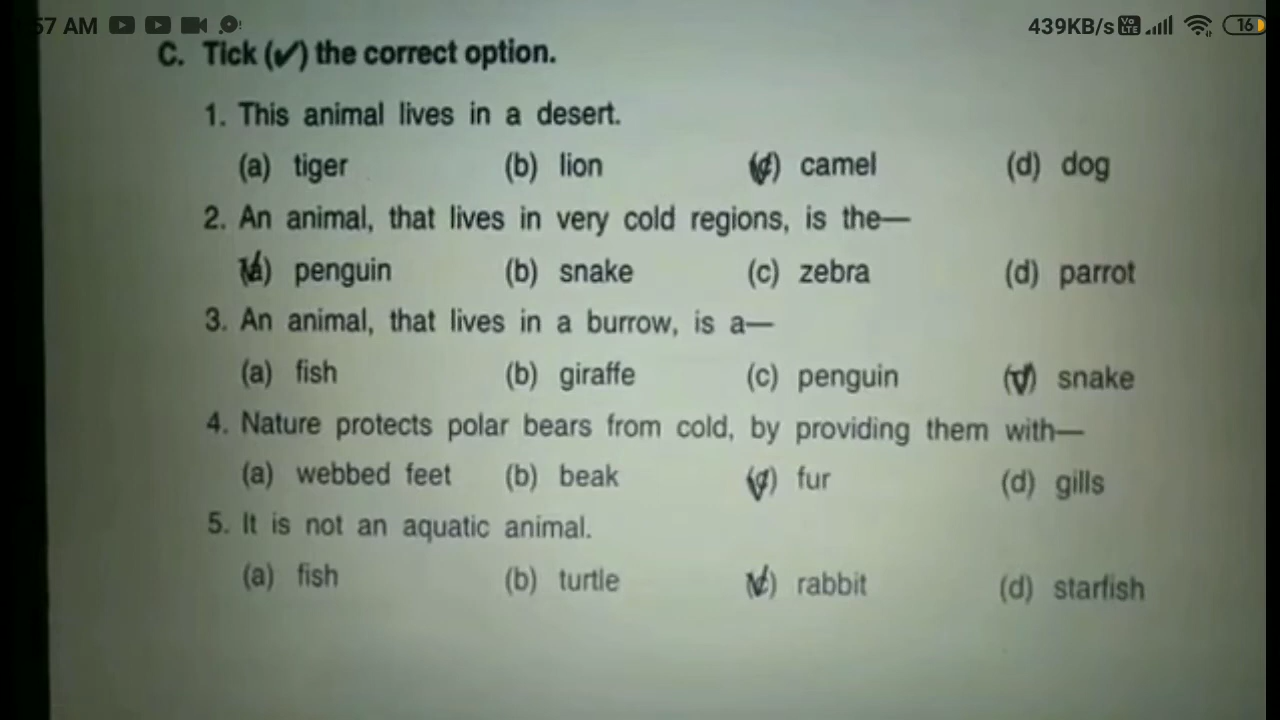 57 AM 439KB/s Vo LTE 16
C. Tick (✔) the correct option.
1. This animal lives in a desert.
(a) tiger (b) lion (c) camel (d) dog
2. An animal, that lives in very cold regions, is the—
(a) penguin (b) snake (c) zebra (d) parrot
3. An animal, that lives in a burrow, is a—
(a) fish (b) giraffe (c) penguin (d) snake
4. Nature protects polar bears from cold, by providing them with—
(a) webbed feet (b) beak (c) fur (d) gills
5. It is not an aquatic animal.
(a) fish (b) turtle (c) rabbit (d) starfish